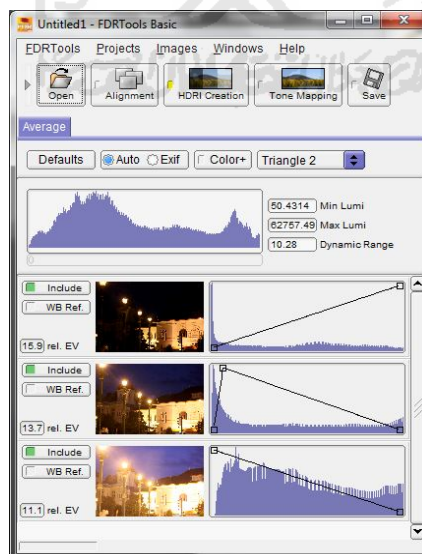 Untitled1 - FDRTools Basic
FDRTools Projects Images Windows Help
Open Alignment HDRI Creation Tone Mapping Save
Average
Defaults Auto Exif Color+ Triangle 2
50.4314 Min Lumi
62757.49 Max Lumi
10.28 Dynamic Range
0
Include
WB Ref.
15.9 rel. EV
Include
WB Ref.
13.7 rel. EV
Include
WB Ref.
11.1 rel. EV